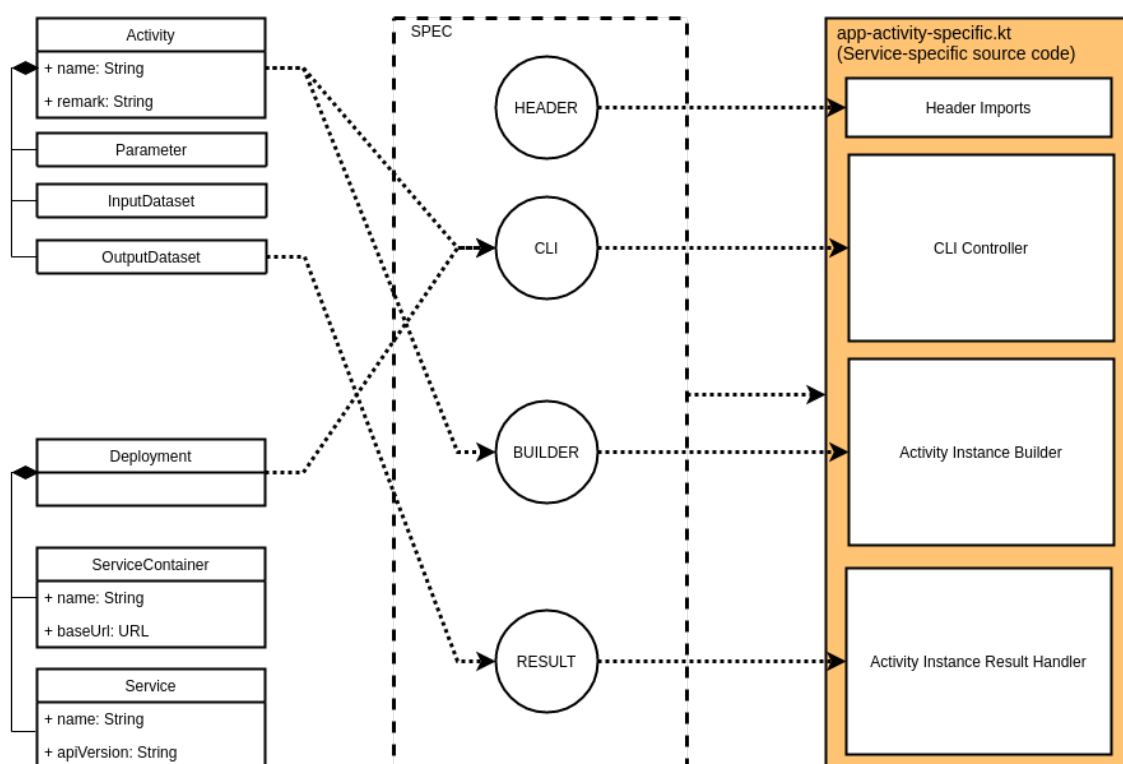 Activity
+ name: String
+ remark: String
Parameter
InputDataset
OutputDataset
Deployment
ServiceContainer
+ name: String
+ baseUrl: URL
Service
+ name: String
+ apiVersion: String
SPEC
HEADER
CLI
BUILDER
RESULT
app-activity-specific.kt
(Service-specific source code)
Header Imports
CLI Controller
Activity Instance Builder
Activity Instance Result Handler